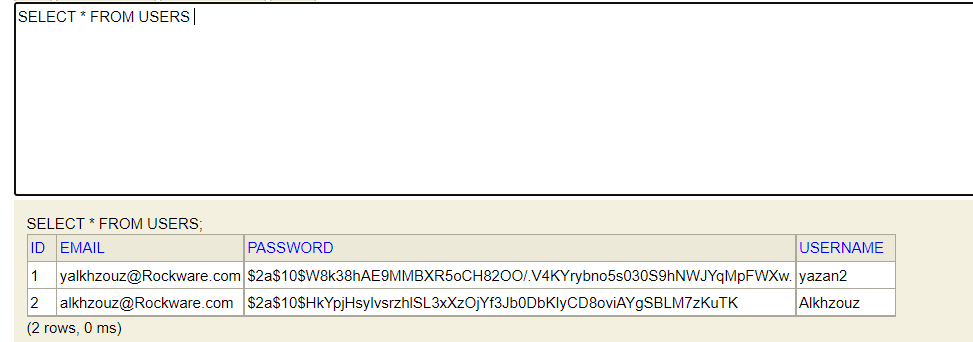 SELECT * FROM USERS
SELECT * FROM USERS;
ID EMAIL PASSWORD USERNAME
1 yalkhzouz@Rockware.com $2a$10$W8k38hAE9MMBXR5oCH82OO/.V4KYrybno5s030S9hNWJYqMpFWXw. yazan2
2 alkhzouz@Rockware.com $2a$10$HkYpjHsylvsrzhlSL3xXzOjYf3Jb0DbKIyCD8oviAYgSBLM7zKuTK Alkhzouz
(2 rows, 0 ms)